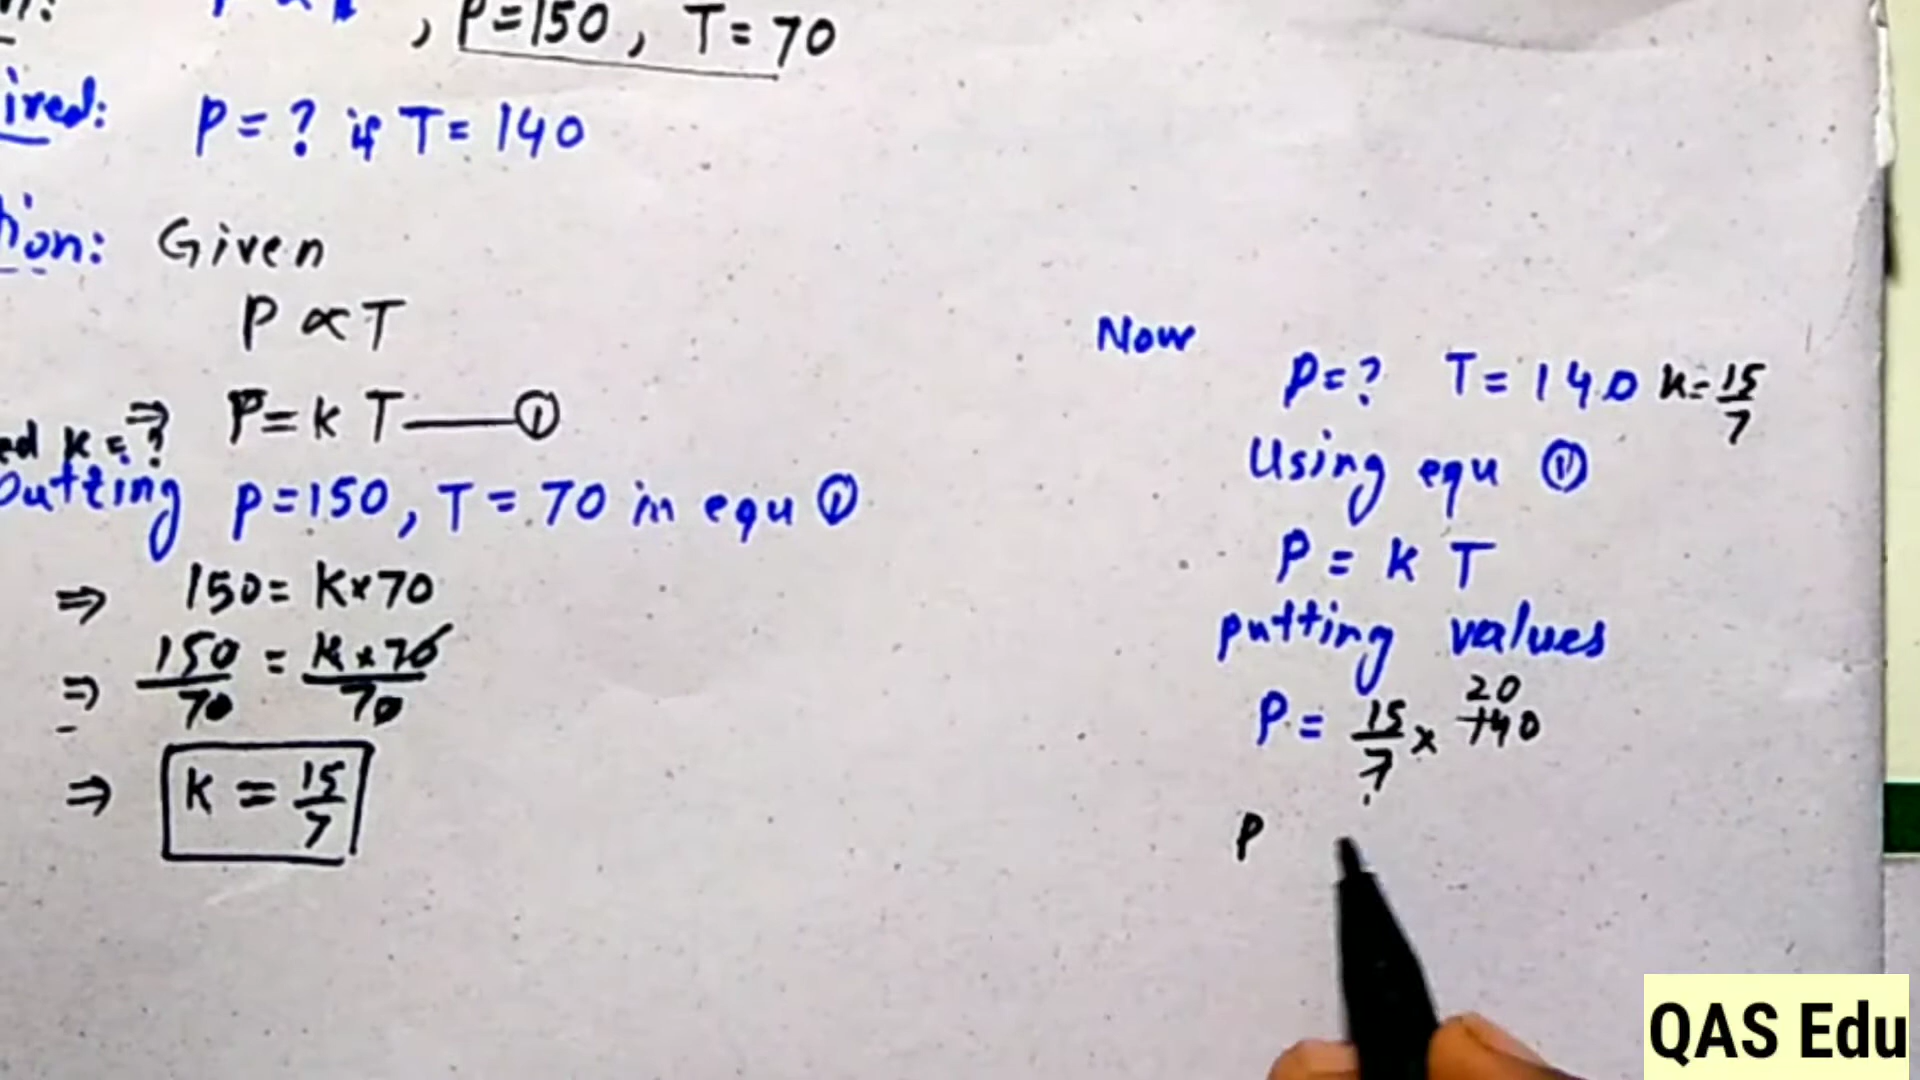 , P=150, T=70
P=? if T=140
Given
P ∝ T
⇒ P=kT——①
k=?
Putting P=150, T=70 in equ ①
⇒ 150=K×70
⇒ 150/70 = K×70/70
⇒ k = 15/7
Now
P=? T=140 k=15/7
Using equ ①
P = k T
putting values
20
P= 15/7 × 140
P
QAS Edu